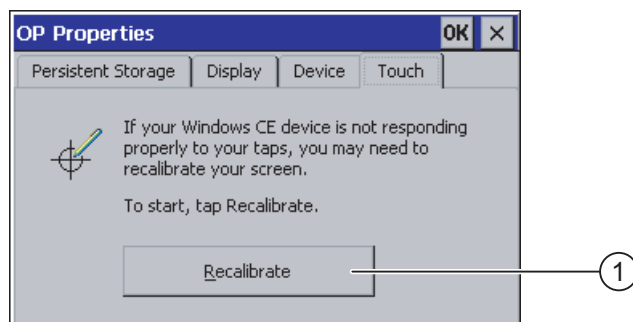 OP Properties OK ×
Persistent Storage Display Device Touch
If your Windows CE device is not responding
properly to your taps, you may need to
recalibrate your screen.
To start, tap Recalibrate.
Recalibrate 1